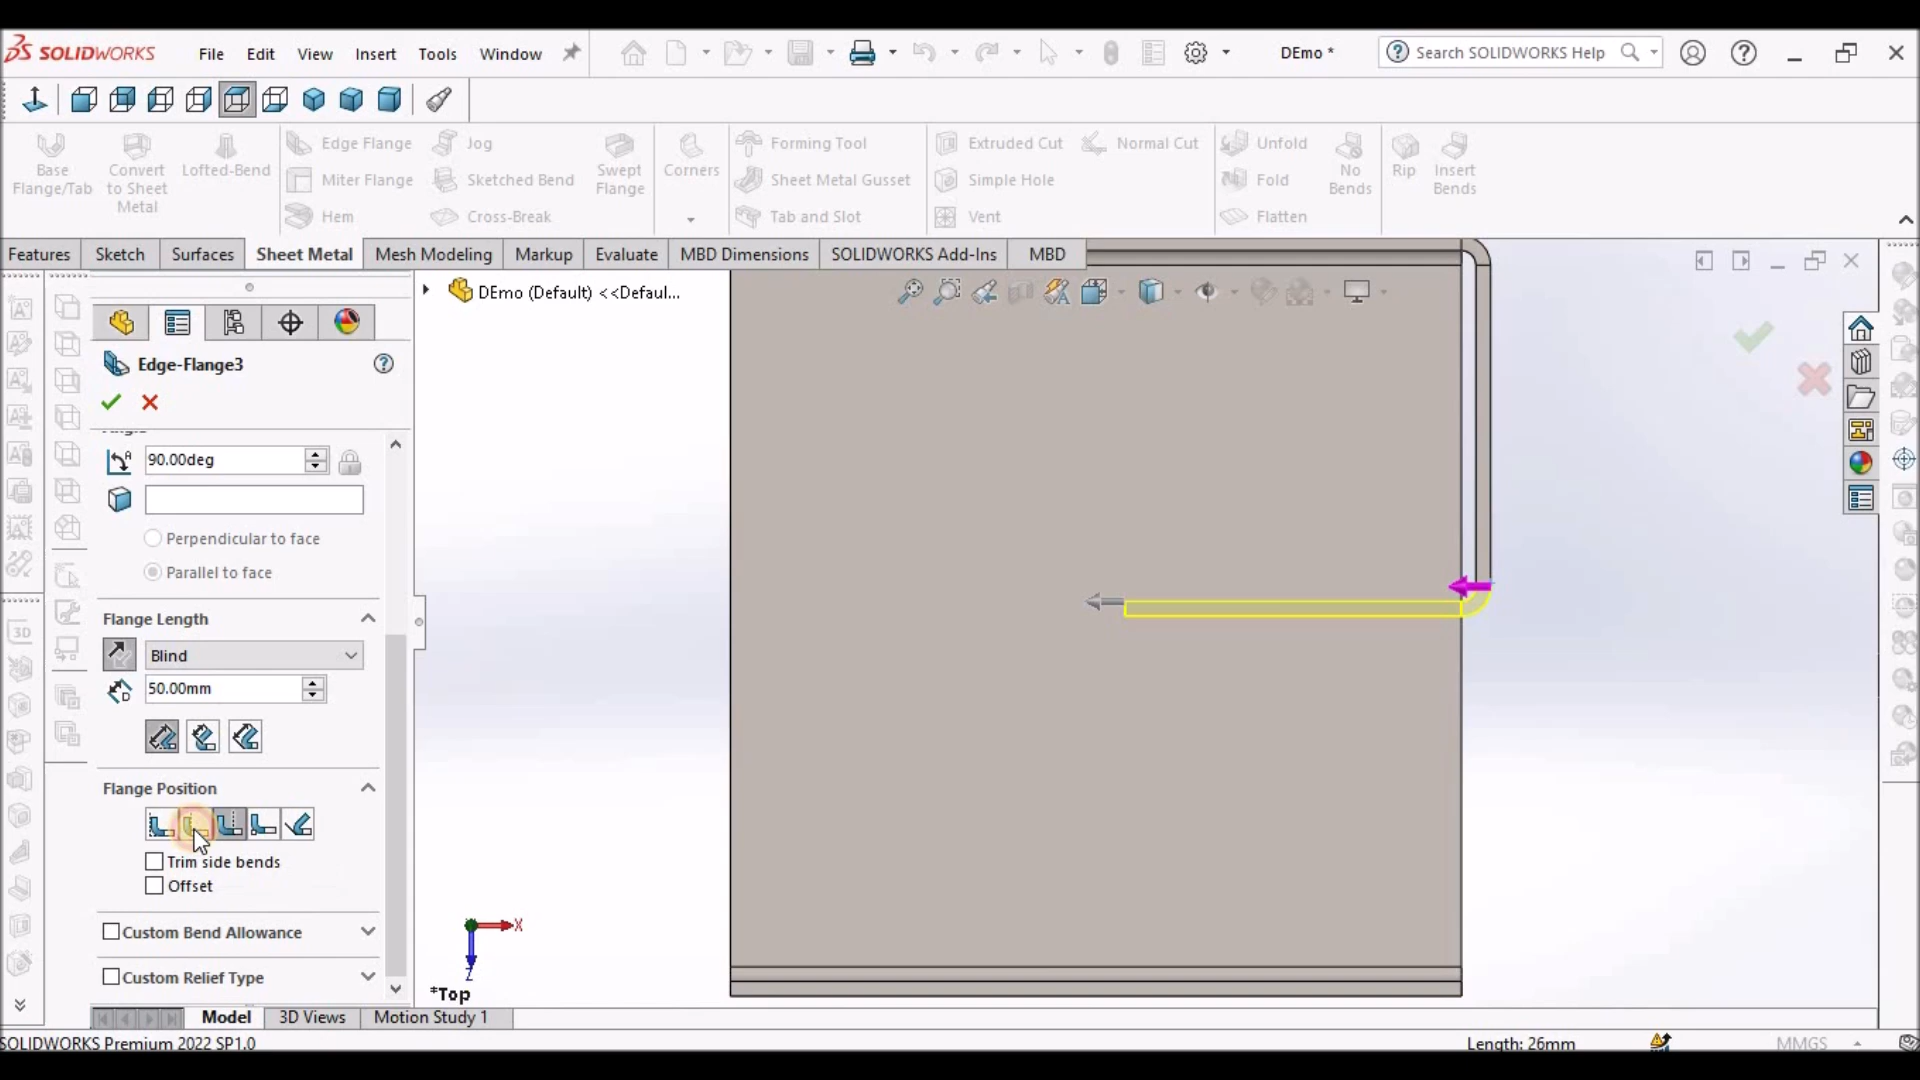 SOLIDWORKS File Edit View Insert Tools Window DEmo * Search SOLIDWORKS Help
Base Flange/Tab
Convert to Sheet Metal
Lofted-Bend
Edge Flange
Miter Flange
Hem
Jog
Sketched Bend
Cross-Break
Swept Flange
Corners
Forming Tool
Sheet Metal Gusset
Tab and Slot
Extruded Cut
Simple Hole
Vent
Normal Cut
Unfold
Fold
Flatten
No Bends
Rip
Insert Bends
Features Sketch Surfaces Sheet Metal Mesh Modeling Markup Evaluate MBD Dimensions SOLIDWORKS Add-Ins MBD
DEmo (Default) <<Defaul...
Edge-Flange3
90.00deg
Perpendicular to face
Parallel to face
Flange Length
Blind
50.00mm
Flange Position
Trim side bends
Offset
Custom Bend Allowance
Custom Relief Type
3D
X
Z
*Top
Model 3D Views Motion Study 1
SOLIDWORKS Premium 2022 SP1.0 Length: 26mm MMGS